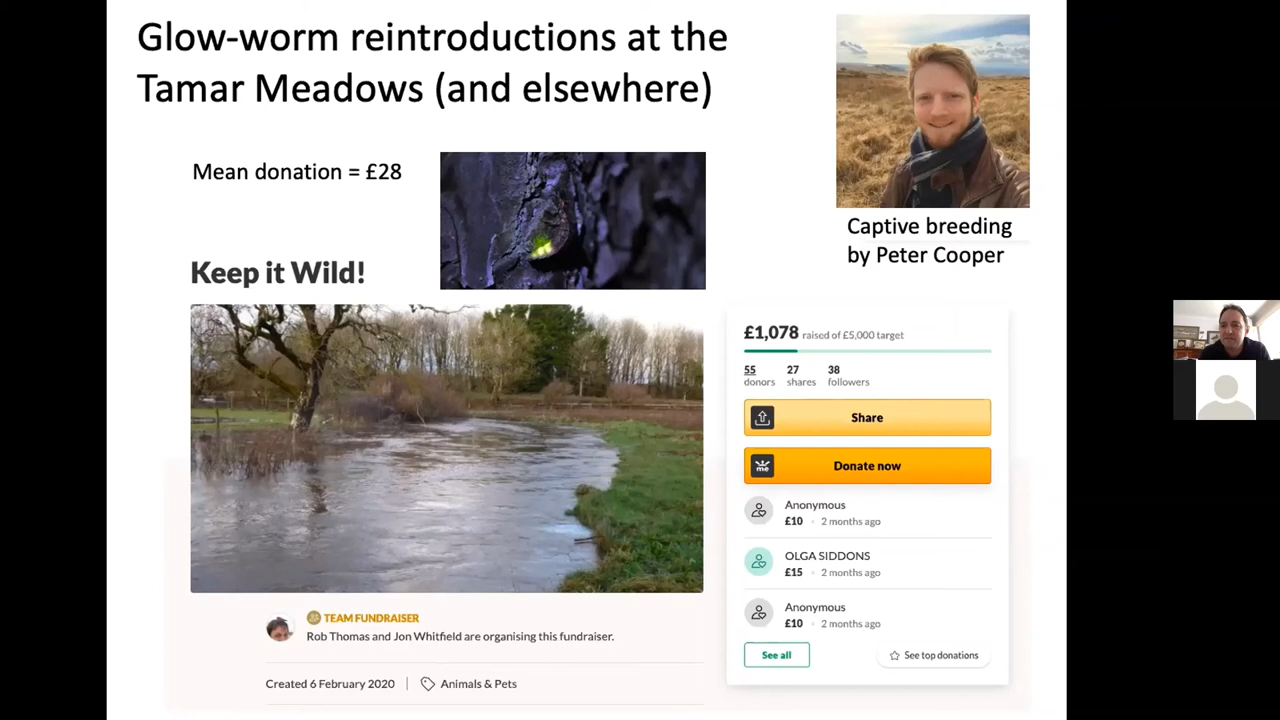 Glow-worm reintroductions at the
Tamar Meadows (and elsewhere)
Mean donation = £28
Captive breeding
by Peter Cooper
Keep it Wild!
£1,078 raised of £5,000 target
55 27 38
donors shares followers
Share
me
Donate now
Anonymous
£10 · 2 months ago
OLGA SIDDONS
£15 · 2 months ago
Anonymous
£10 · 2 months ago
See all
See top donations
TEAM FUNDRAISER
Rob Thomas and Jon Whitfield are organising this fundraiser.
Created 6 February 2020 | Animals & Pets